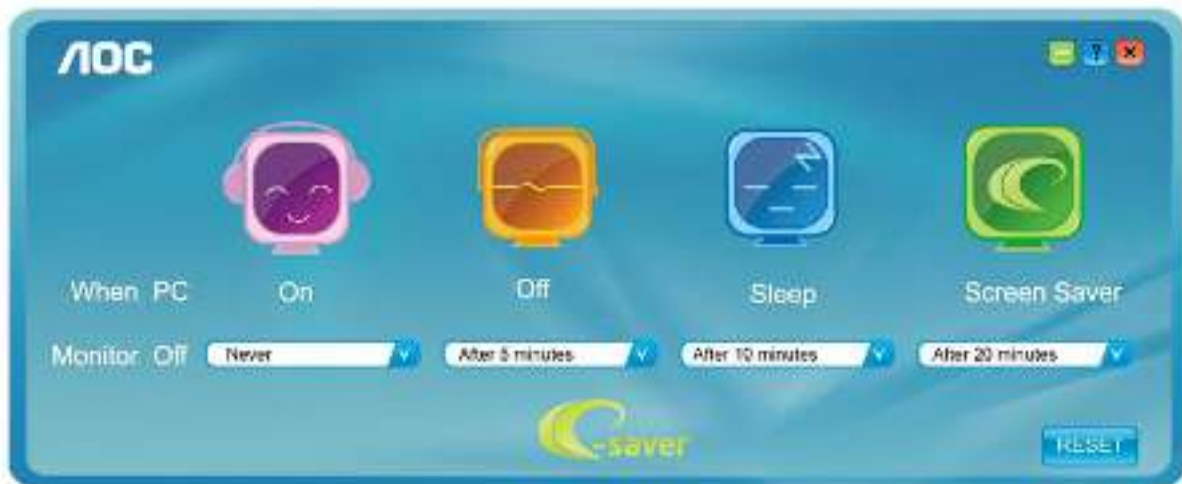 AOC
?
When PC On Off Sleep Screen Saver
Monitor Off Never After 5 minutes After 10 minutes After 20 minutes
e-saver
RESET